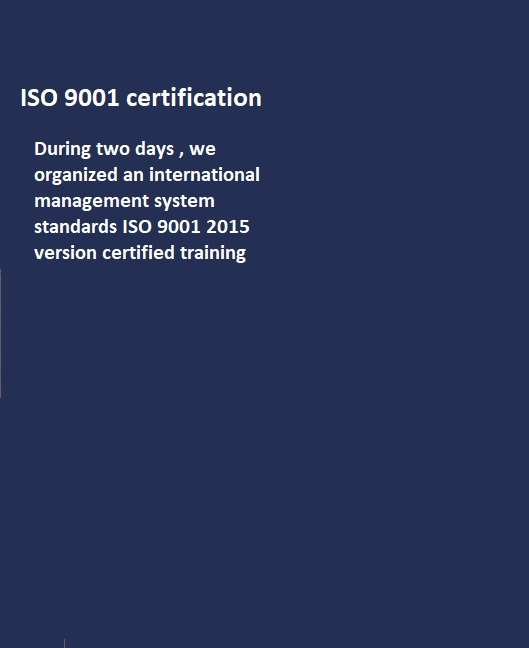 ISO 9001 certification
During two days , we
organized an international
management system
standards ISO 9001 2015
version certified training